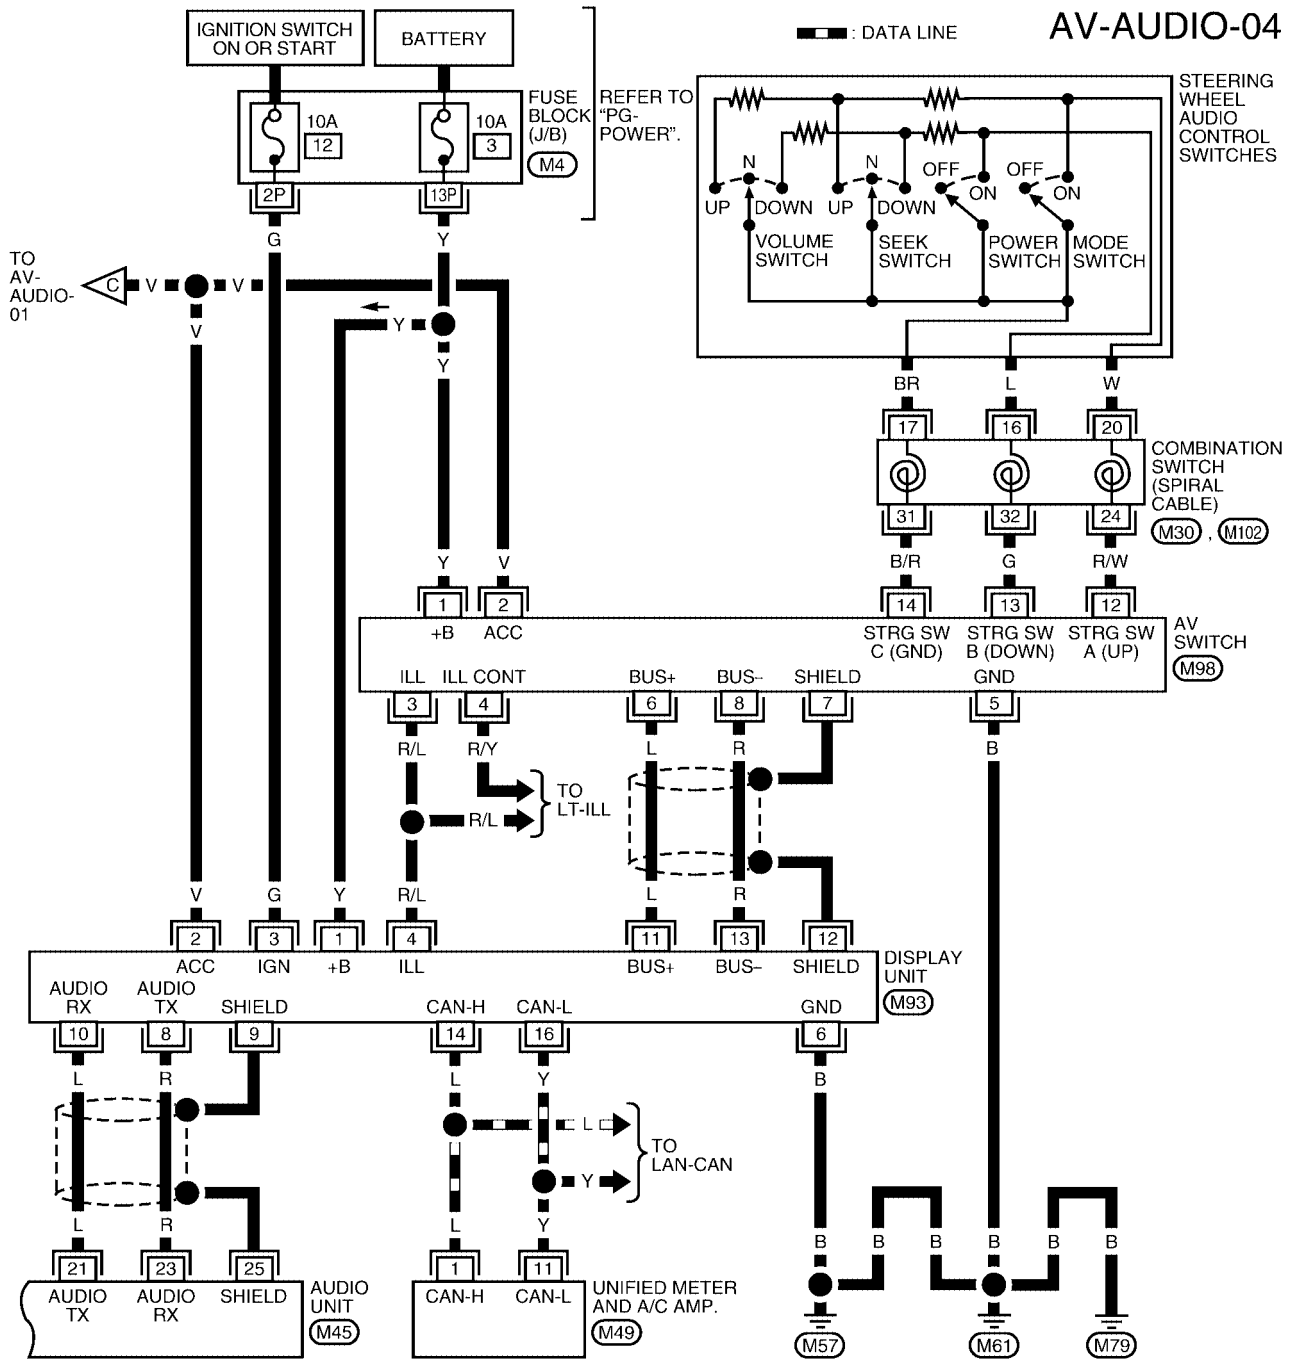 AV-AUDIO-04
: DATA LINE
IGNITION SWITCH
ON OR START
BATTERY
10A
12
10A
3
FUSE
BLOCK
(J/B)
M4
REFER TO
“PG-
POWER”.
2P
13P
G
Y
TO
AV-
AUDIO-
01
C
V
V
V
Y
Y
STEERING
WHEEL
AUDIO
CONTROL
SWITCHES
N
UP
DOWN
VOLUME
SWITCH
N
UP
DOWN
SEEK
SWITCH
OFF
ON
POWER
SWITCH
OFF
ON
MODE
SWITCH
BR
L
W
17
16
20
COMBINATION
SWITCH
(SPIRAL
CABLE)
M30 , M102
31
32
24
B/R
G
R/W
Y
V
1
2
14
13
12
+B
ACC
STRG SW
C (GND)
STRG SW
B (DOWN)
STRG SW
A (UP)
AV
SWITCH
M98
ILL
ILL CONT
BUS+
BUS–
SHIELD
GND
3
4
6
8
7
5
R/L
R/Y
L
R
B
TO
LT-ILL
R/L
V
G
Y
R/L
L
R
2
3
1
4
11
13
12
ACC
IGN
+B
ILL
BUS+
BUS–
SHIELD
DISPLAY
UNIT
M93
AUDIO
RX
AUDIO
TX
SHIELD
CAN-H
CAN-L
GND
10
8
9
14
16
6
L
R
L
Y
B
L
Y
TO
LAN-CAN
L
R
L
Y
B
B
B
B
B
B
21
23
25
1
11
AUDIO
TX
AUDIO
RX
SHIELD
AUDIO
UNIT
M45
CAN-H
CAN-L
UNIFIED METER
AND A/C AMP.
M49
M57
M61
M79